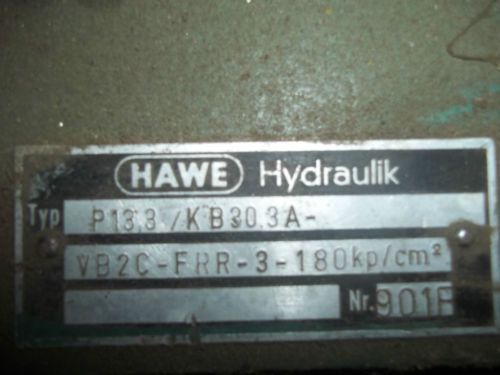 HAWE Hydraulik
Typ P13.3/KB30.3A-
VB2C-FRR-3-180kp/cm²
Nr. 901F